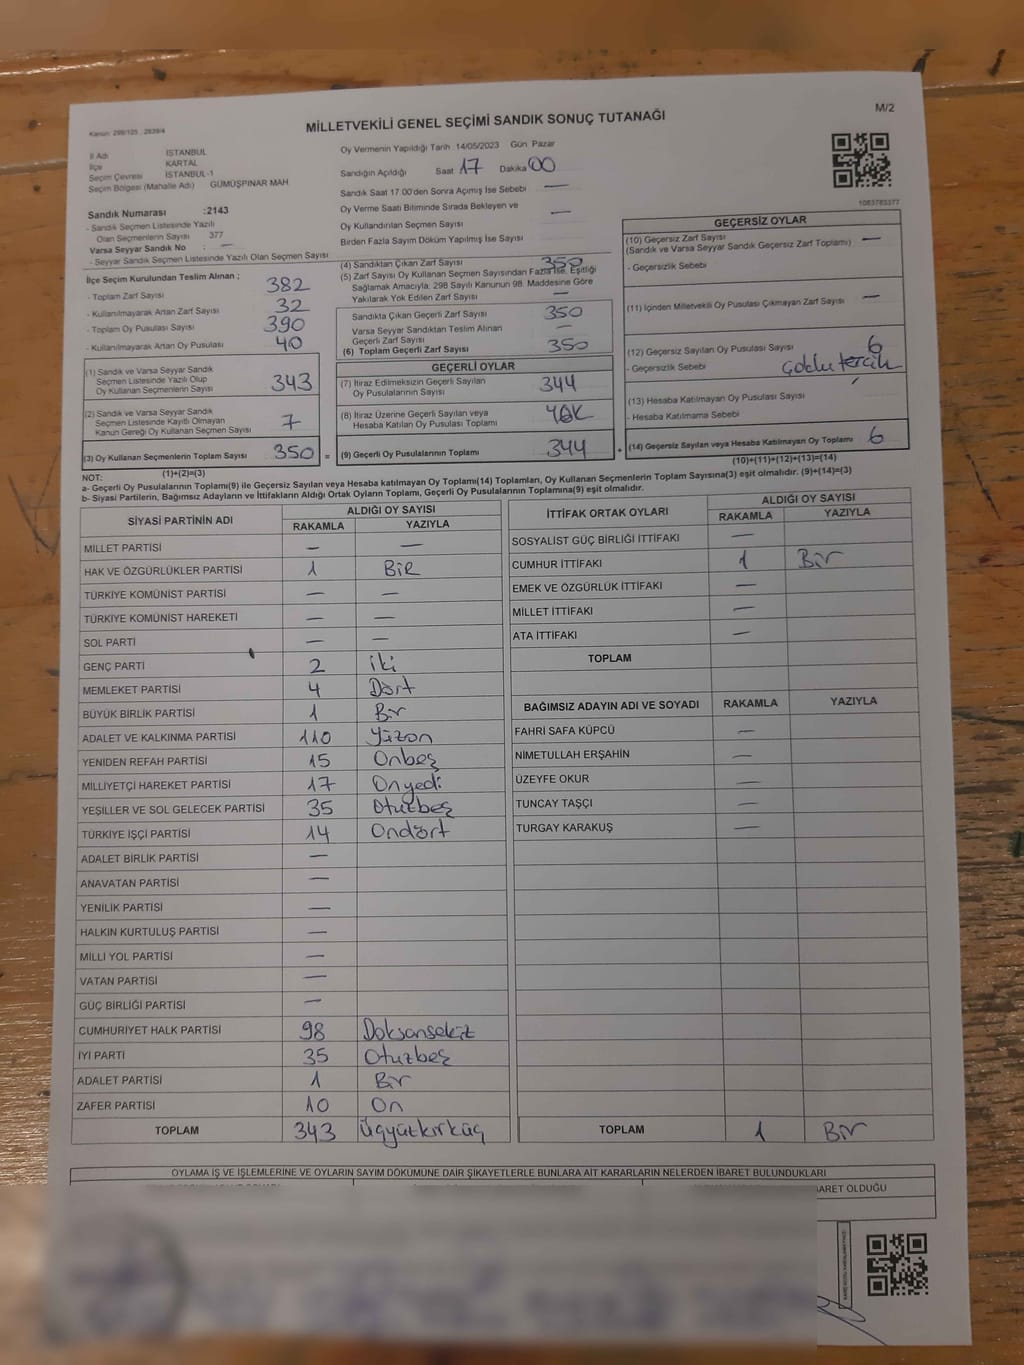 M/2
Kanun: 298/105 , 2839/4
MİLLETVEKİLİ GENEL SEÇİMİ SANDIK SONUÇ TUTANAĞI
İl Adı İSTANBUL
İlçe KARTAL
Seçim Çevresi İSTANBUL-1
Seçim Bölgesi (Mahalle Adı) GÜMÜŞPINAR MAH
Sandık Numarası :2143
- Sandık Seçmen Listesinde Yazılı
Olan Seçmenlerin Sayısı 377
Varsa Seyyar Sandık No : —
- Seyyar Sandık Seçmen Listesinde Yazılı Olan Seçmen Sayısı
Oy Vermenin Yapıldığı Tarih :14/05/2023 Gün: Pazar
Sandığın Açıldığı Saat 17 Dakika 00
Sandık Saat 17:00'den Sonra Açımış İse Sebebi —
Oy Verme Saati Bitiminde Sırada Bekleyen ve —
Oy Kullandırılan Seçmen Sayısı
Birden Fazla Sayım Döküm Yapılmış İse Sayısı
1083783377
İlçe Seçim Kurulundan Teslim Alınan ;
- Toplam Zarf Sayısı 382
- Kullanılmayarak Artan Zarf Sayısı 32
- Toplam Oy Pusulası Sayısı 390
- Kullanılmayarak Artan Oy Pusulası 40
(1) Sandık ve Varsa Seyyar Sandık
Seçmen Listesinde Yazılı Olup
Oy Kullanan Seçmenlerin Sayısı 343
(2) Sandık ve Varsa Seyyar Sandık
Seçmen Listesinde Kayıtlı Olmayan
Kanun Gereği Oy Kullanan Seçmen Sayısı 7
(3) Oy Kullanan Seçmenlerin Toplam Sayısı 350 =
(1)+(2)=(3)
(4) Sandıktan Çıkan Zarf Sayısı 350
(5) Zarf Sayısı Oy Kullanan Seçmen Sayısından Fazla İse, Eşitliği
Sağlamak Amacıyla; 298 Sayılı Kanunun 98. Maddesine Göre
Yakılarak Yok Edilen Zarf Sayısı —
Sandıkta Çıkan Geçerli Zarf Sayısı 350
Varsa Seyyar Sandıktan Teslim Alınan
Geçerli Zarf Sayısı —
(6) Toplam Geçerli Zarf Sayısı 350
GEÇERLİ OYLAR
(7) İtiraz Edilmeksizin Geçerli Sayılan
Oy Pusulalarının Sayısı 344
(8) İtiraz Üzerine Geçerli Sayılan veya
Hesaba Katılan Oy Pusulası Toplamı YOK
(9) Geçerli Oy Pusulalarının Toplamı 344 +
GEÇERSİZ OYLAR
(10) Geçersiz Zarf Sayısı —
(Sandık ve Varsa Seyyar Sandık Geçersiz Zarf Toplamı)
- Geçersizlik Sebebi
(11) İçinden Milletvekili Oy Pusulası Çıkmayan Zarf Sayısı —
(12) Geçersiz Sayılan Oy Pusulası Sayısı 6
- Geçersizlik Sebebi Çoklu tercih
(13) Hesaba Katılmayan Oy Pusulası Sayısı
- Hesaba Katılmama Sebebi
(14) Geçersiz Sayılan veya Hesaba Katılmayan Oy Toplamı 6
(10)+(11)+(12)+(13)=(14)
NOT:
a- Geçerli Oy Pusulaları Toplamı(9) ile Geçersiz Sayılan veya Hesaba katılmayan Oy Toplamı(14) Toplamları, Oy Kullanan Seçmenlerin Toplam Sayısına(3) eşit olmalıdır. (9)+(14)=(3)
b- Siyasi Partilerin, Bağımsız Adayların ve İttifakların Aldığı Ortak Oyların Toplamı, Geçerli Oy Pusulalarının Toplamına(9) eşit olmalıdır.
SİYASİ PARTİNİN ADI ALDIĞI OY SAYISI
RAKAMLA YAZIYLA
MİLLET PARTİSİ — —
HAK VE ÖZGÜRLÜKLER PARTİSİ 1 BİR
TÜRKİYE KOMÜNİST PARTİSİ — —
TÜRKİYE KOMÜNİST HAREKETİ — —
SOL PARTİ — —
GENÇ PARTİ 2 iki
MEMLEKET PARTİSİ 4 Dört
BÜYÜK BİRLİK PARTİSİ 1 Bir
ADALET VE KALKINMA PARTİSİ 110 Yüzon
YENİDEN REFAH PARTİSİ 15 Onbeş
MİLLİYETÇİ HAREKET PARTİSİ 17 Onyedi
YEŞİLLER VE SOL GELECEK PARTİSİ 35 Otuzbeş
TÜRKİYE İŞÇİ PARTİSİ 14 Ondört
ADALET BİRLİK PARTİSİ —
ANAVATAN PARTİSİ —
YENİLİK PARTİSİ —
HALKIN KURTULUŞ PARTİSİ —
MİLLİ YOL PARTİSİ —
VATAN PARTİSİ —
GÜÇ BİRLİĞİ PARTİSİ —
CUMHURİYET HALK PARTİSİ 98 Doksansekiz
İYİ PARTİ 35 Otuzbeş
ADALET PARTİSİ 1 Bir
ZAFER PARTİSİ 10 On
TOPLAM 343 Üçyüzkırküç
İTTİFAK ORTAK OYLARI ALDIĞI OY SAYISI
RAKAMLA YAZIYLA
SOSYALİST GÜÇ BİRLİĞİ İTTİFAKI —
CUMHUR İTTİFAKI 1 Bir
EMEK VE ÖZGÜRLÜK İTTİFAKI —
MİLLET İTTİFAKI —
ATA İTTİFAKI —
TOPLAM
BAĞIMSIZ ADAYIN ADI VE SOYADI RAKAMLA YAZIYLA
FAHRİ SAFA KÜPCÜ —
NİMETULLAH ERŞAHİN —
ÜZEYFE OKUR —
TUNCAY TAŞÇI —
TURGAY KARAKUŞ —
TOPLAM 1 Bir
OYLAMA İŞ VE İŞLEMLERİNE VE OYLARIN SAYIM DÖKÜMÜNE DAİR ŞİKAYETLERLE BUNLARA AİT KARARLARIN NELERDEN İBARET BULUNDUKLARI
BARET OLDUĞU